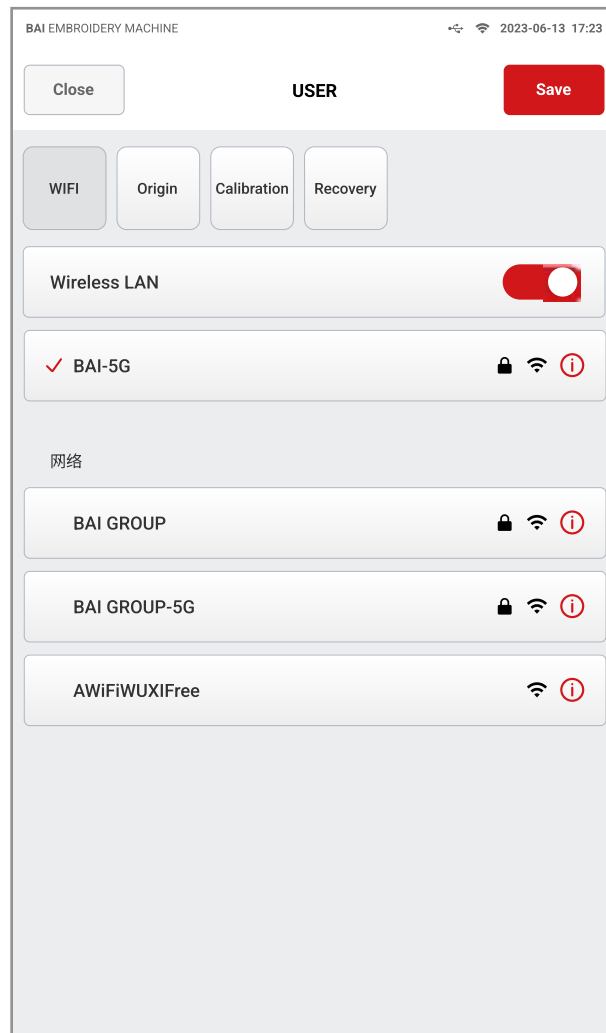 BAI EMBROIDERY MACHINE 2023-06-13 17:23
Close USER Save
WIFI Origin Calibration Recovery
Wireless LAN
BAI-5G
网络
BAI GROUP
BAI GROUP-5G
AWiFiWUXIFree